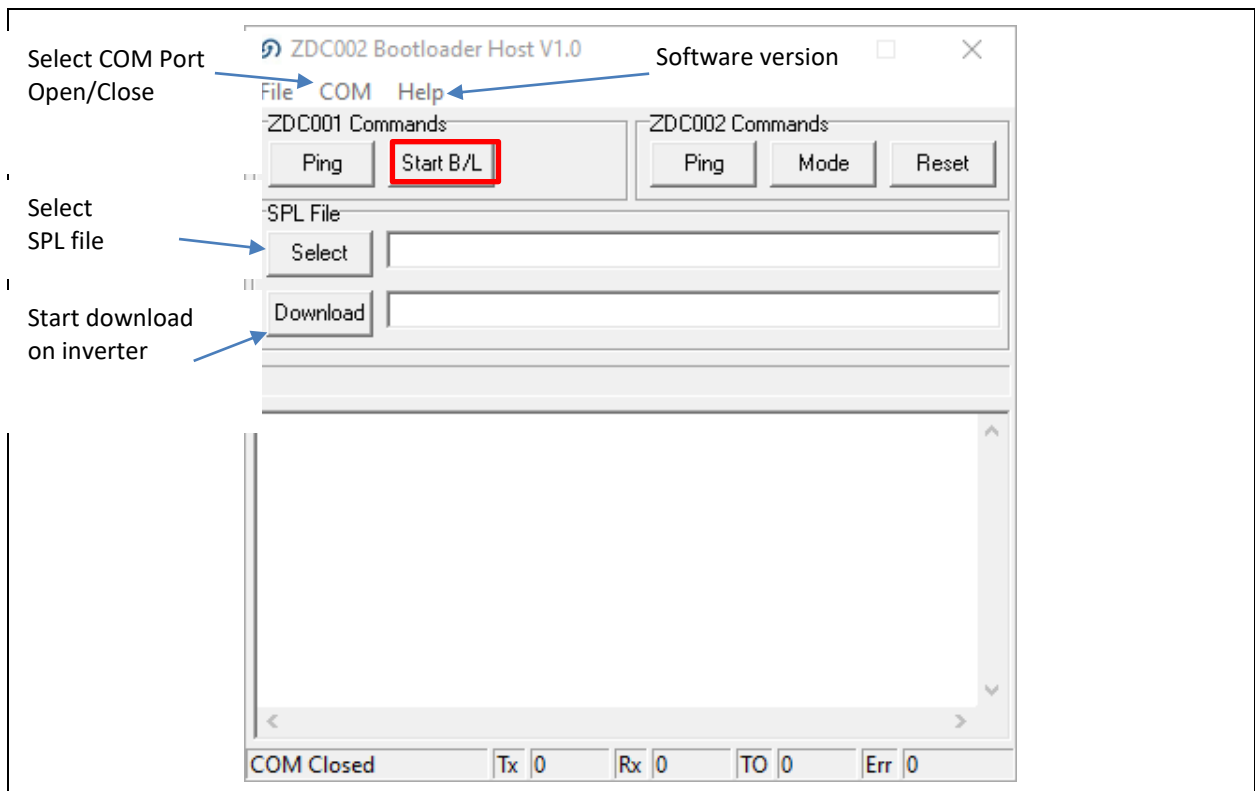 Select COM Port
Open/Close
ZDC002 Bootloader Host V1.0
Software version
File COM Help
ZDC001 Commands
Ping Start B/L
ZDC002 Commands
Ping Mode Reset
Select
SPL file
SPL File
Select
Start download
on inverter
Download
COM Closed Tx 0 Rx 0 TO 0 Err 0